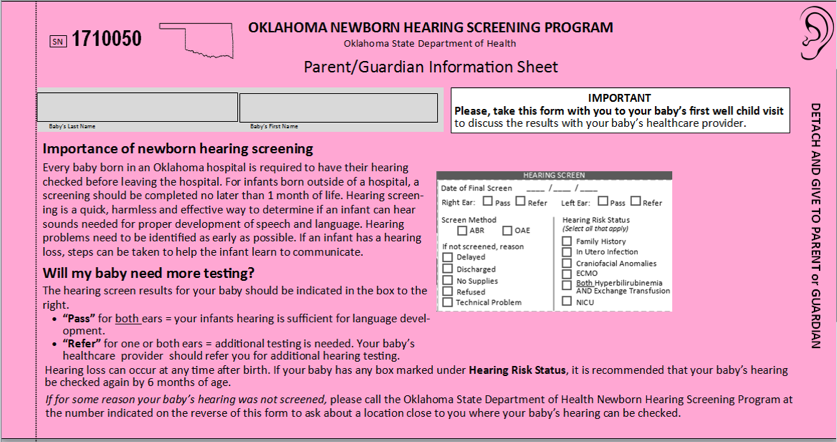 SN 1710050
OKLAHOMA NEWBORN HEARING SCREENING PROGRAM
Oklahoma State Department of Health
Parent/Guardian Information Sheet
Baby's Last Name
Baby's First Name
IMPORTANT
Please, take this form with you to your baby's first well child visit
to discuss the results with your baby's healthcare provider.
Importance of newborn hearing screening
Every baby born in an Oklahoma hospital is required to have their hearing
checked before leaving the hospital. For infants born outside of a hospital, a
screening should be completed no later than 1 month of life. Hearing screen-
ing is a quick, harmless and effective way to determine if an infant can hear
sounds needed for proper development of speech and language. Hearing
problems need to be identified as early as possible. If an infant has a hearing
loss, steps can be taken to help the infant learn to communicate.
Will my baby need more testing?
The hearing screen results for your baby should be indicated in the box to the
right.
• "Pass" for both ears = your infants hearing is sufficient for language devel-
opment.
• "Refer" for one or both ears = additional testing is needed. Your baby's
healthcare provider should refer you for additional hearing testing.
HEARING SCREEN
Date of Final Screen ____ / ____ / ____
Right Ear: Pass Refer Left Ear: Pass Refer
Screen Method
ABR OAE
If not screened, reason
Delayed
Discharged
No Supplies
Refused
Technical Problem
Hearing Risk Status
(Select all that apply)
Family History
In Utero Infection
Craniofacial Anomalies
ECMO
Both Hyperbilirubinemia
AND Exchange Transfusion
NICU
Hearing loss can occur at any time after birth. If your baby has any box marked under Hearing Risk Status, it is recommended that your baby's hearing
be checked again by 6 months of age.
If for some reason your baby's hearing was not screened, please call the Oklahoma State Department of Health Newborn Hearing Screening Program at
the number indicated on the reverse of this form to ask about a location close to you where your baby's hearing can be checked.
DETACH AND GIVE TO PARENT or GUARDIAN